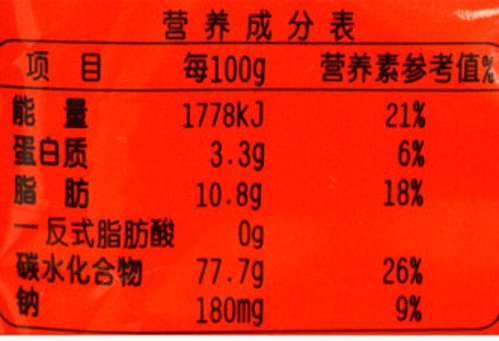 营养成分表
项 目 每100g 营养素参考值%
能 量 1778KJ 21%
蛋白质 3.3g 6%
脂 肪 10.8g 18%
一反式脂肪酸 0g
碳水化合物 77.7g 26%
钠 180mg 9%